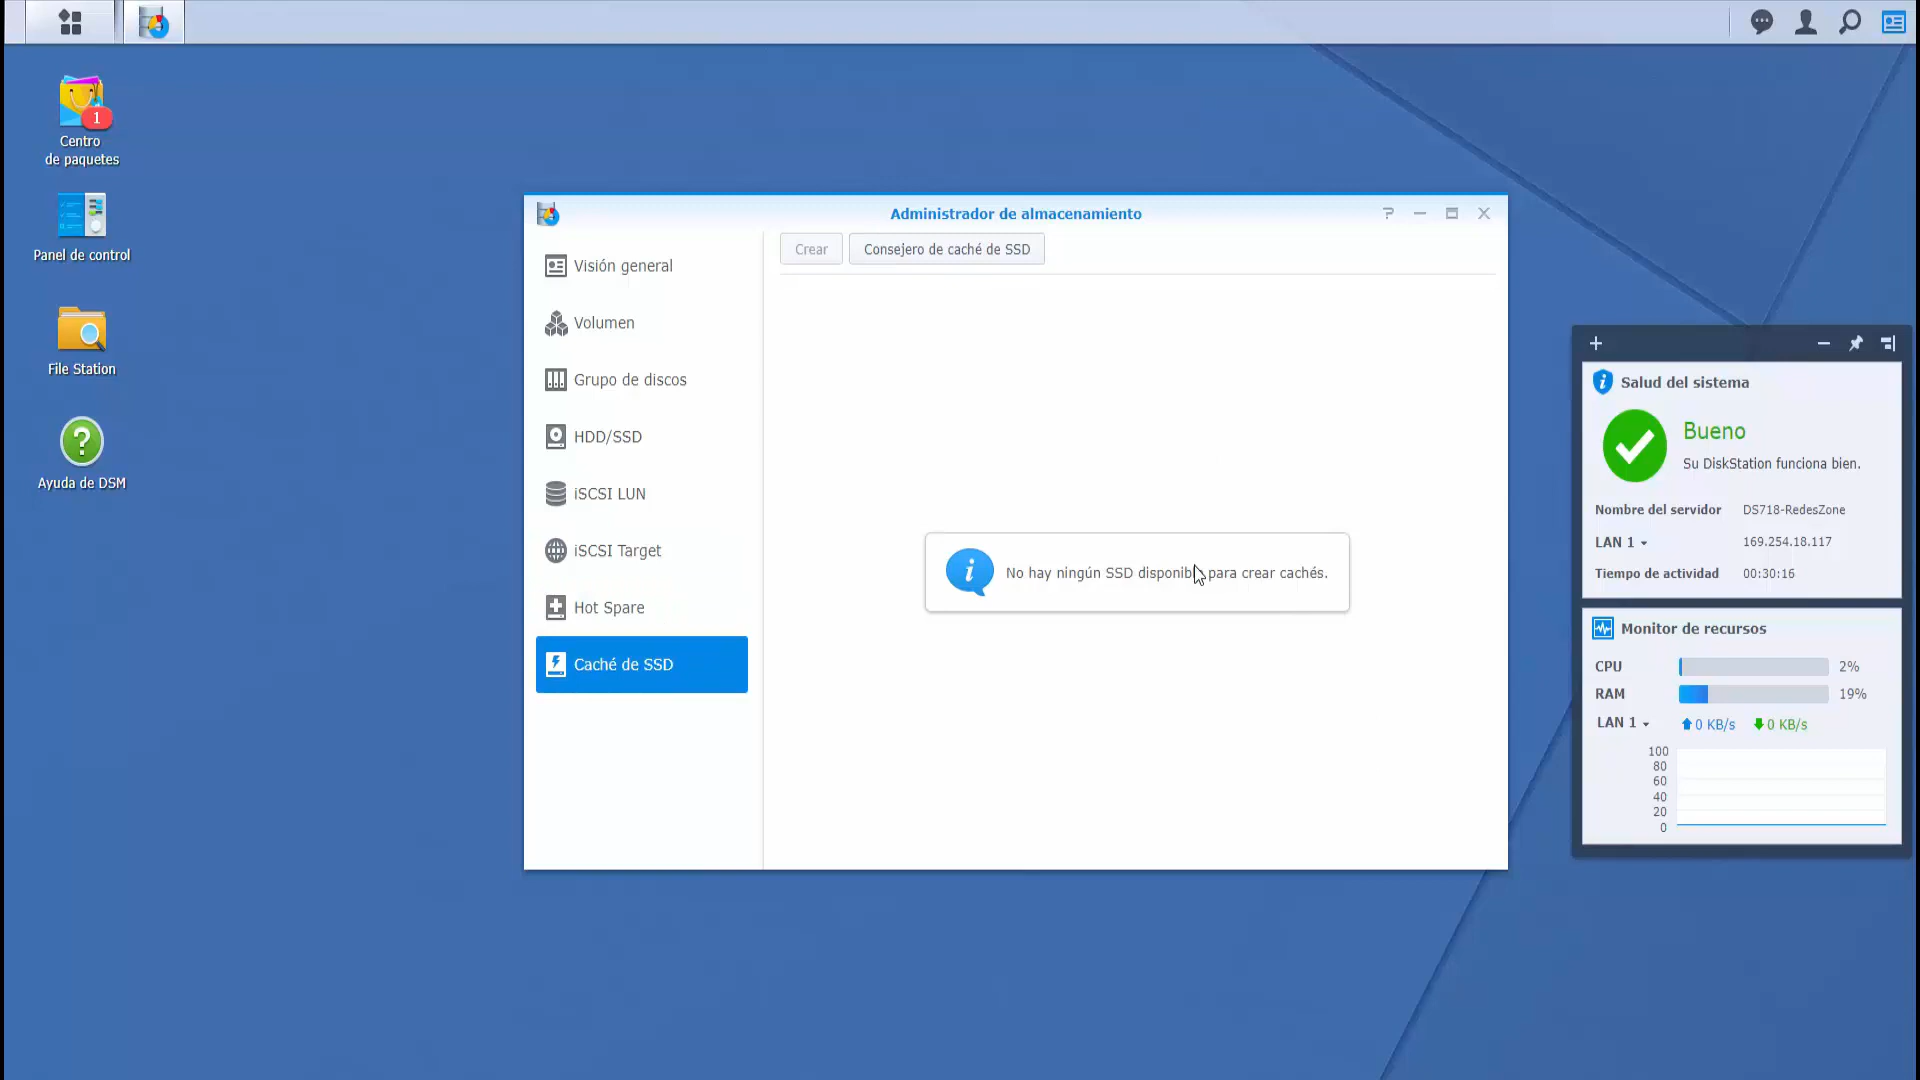 1
Centro
de paquetes
Panel de control
File Station
Ayuda de DSM
Administrador de almacenamiento
Crear
Consejero de caché de SSD
Visión general
Volumen
Grupo de discos
HDD/SSD
iSCSI LUN
iSCSI Target
Hot Spare
Caché de SSD
No hay ningún SSD disponible para crear cachés.
Salud del sistema
Bueno
Su DiskStation funciona bien.
Nombre del servidor DS718-RedesZone
LAN 1 169.254.18.117
Tiempo de actividad 00:30:16
Monitor de recursos
CPU 2%
RAM 19%
LAN 1 0 KB/s 0 KB/s
100
80
60
40
20
0